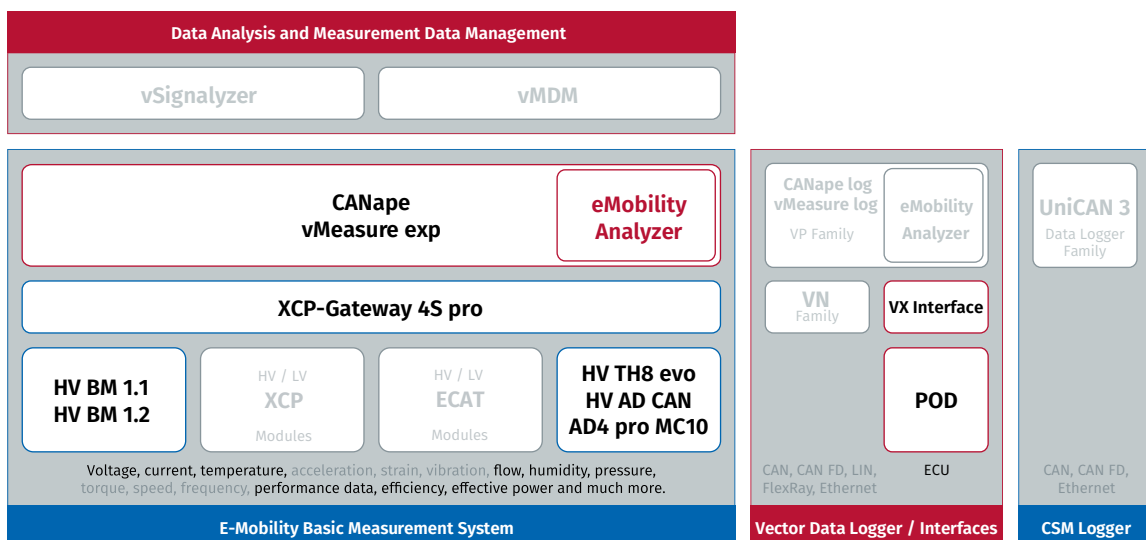 Data Analysis and Measurement Data Management
vSignalyzer
vMDM
CANape
vMeasure exp
eMobility
Analyzer
XCP-Gateway 4S pro
HV BM 1.1
HV BM 1.2
HV / LV
XCP
Modules
HV / LV
ECAT
Modules
HV TH8 evo
HV AD CAN
AD4 pro MC10
Voltage, current, temperature, acceleration, strain, vibration, flow, humidity, pressure,
torque, speed, frequency, performance data, efficiency, effective power and much more.
E-Mobility Basic Measurement System
CANape log
vMeasure log
VP Family
eMobility
Analyzer
VN
Family
VX Interface
POD
CAN, CAN FD, LIN,
FlexRay, Ethernet
ECU
Vector Data Logger / Interfaces
UniCAN 3
Data Logger
Family
CAN, CAN FD,
Ethernet
CSM Logger